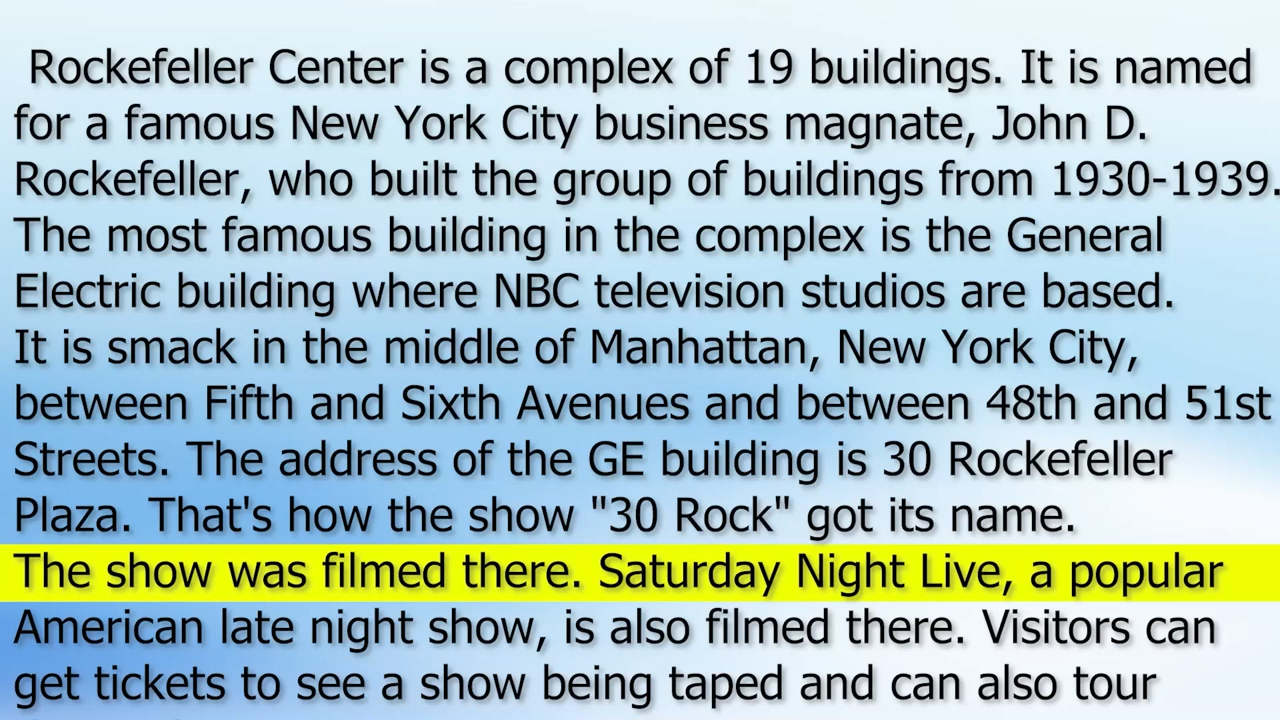 Rockefeller Center is a complex of 19 buildings. It is named
for a famous New York City business magnate, John D.
Rockefeller, who built the group of buildings from 1930-1939.
The most famous building in the complex is the General
Electric building where NBC television studios are based.
It is smack in the middle of Manhattan, New York City,
between Fifth and Sixth Avenues and between 48th and 51st
Streets. The address of the GE building is 30 Rockefeller
Plaza. That's how the show "30 Rock" got its name.
The show was filmed there. Saturday Night Live, a popular
American late night show, is also filmed there. Visitors can
get tickets to see a show being taped and can also tour